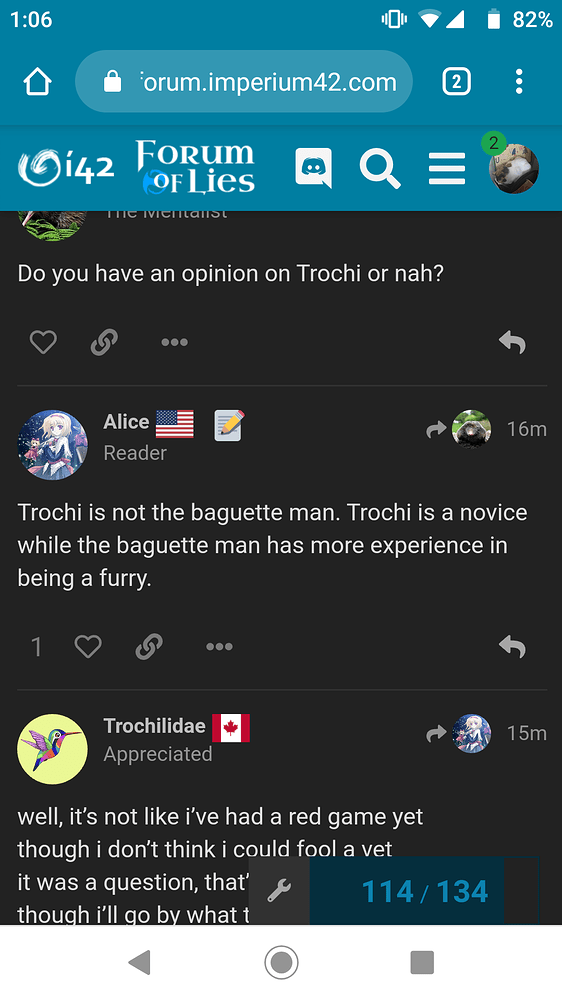 1:06
82%
forum.imperium42.com
2
i42
FORUM
OF LIES
2
The Mentalist
Do you have an opinion on Trochi or nah?
Alice
16m
Reader
Trochi is not the baguette man. Trochi is a novice
while the baguette man has more experience in
being a furry.
1
Trochilidae
15m
Appreciated
well, it’s not like i’ve had a red game yet
though i don’t think i could fool a vet
it was a question, that’
though i’ll go by what t
114 / 134